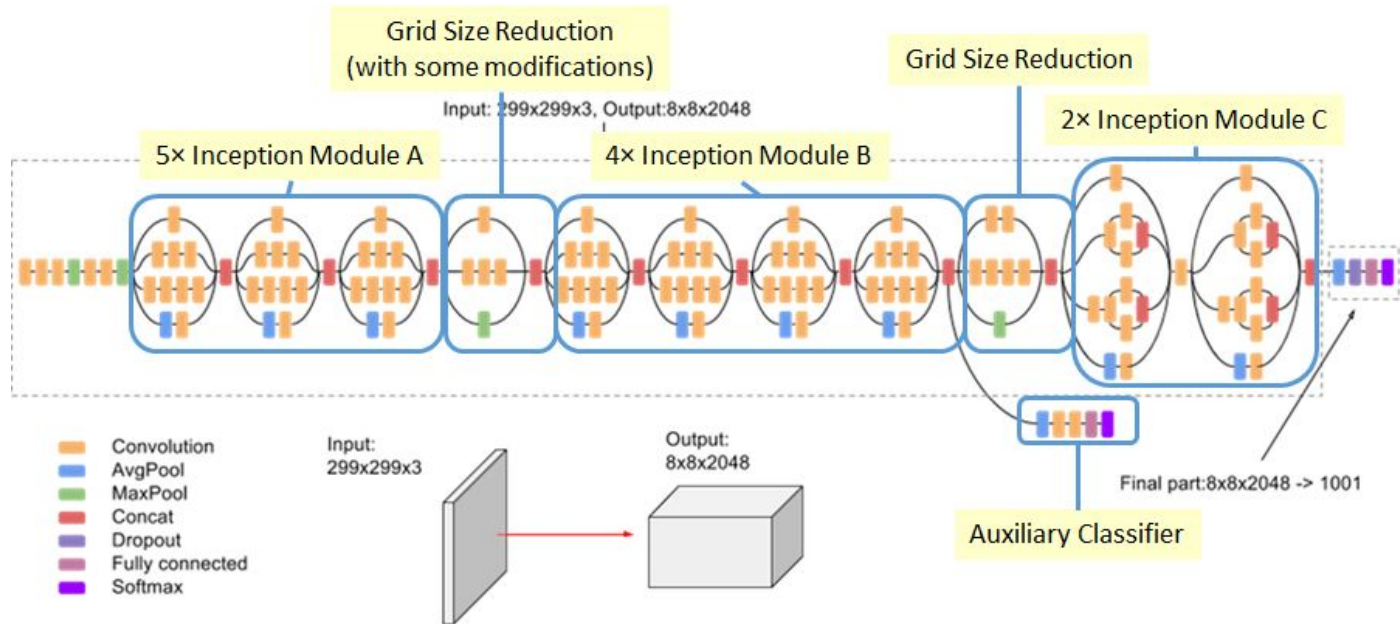 Grid Size Reduction
(with some modifications)
Grid Size Reduction
Input: 299x299x3, Output:8x8x2048
5× Inception Module A
4× Inception Module B
2× Inception Module C
Convolution
AvgPool
MaxPool
Concat
Dropout
Fully connected
Softmax
Input:
299x299x3
Output:
8x8x2048
Final part:8x8x2048 -> 1001
Auxiliary Classifier